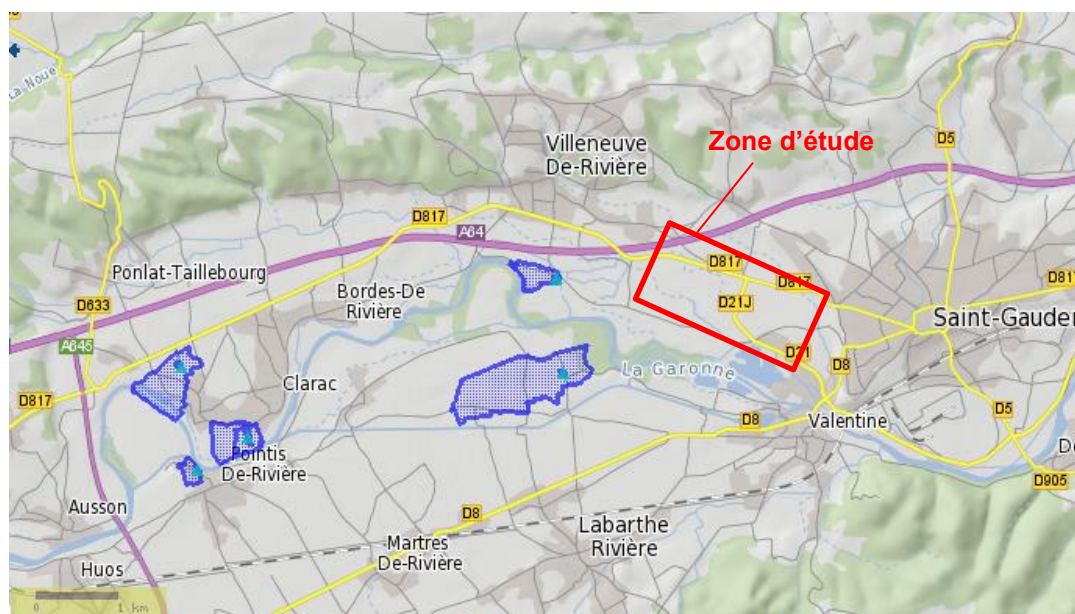 La Noue
D5
Villeneuve
De-Rivière
Zone d'étude
D817
A64
D817
Ponlat-Taillebourg
D817
D817
Bordes-De
Rivière
D633
D21J
Saint-Gauden
A645
D21
La Garonne
D8
Clarac
D817
D8
Valentine
D5
Pointis
De-Rivière
D905
Ausson
D8
Labarthe
Rivière
Martres
De-Rivière
Huos
0
1 km